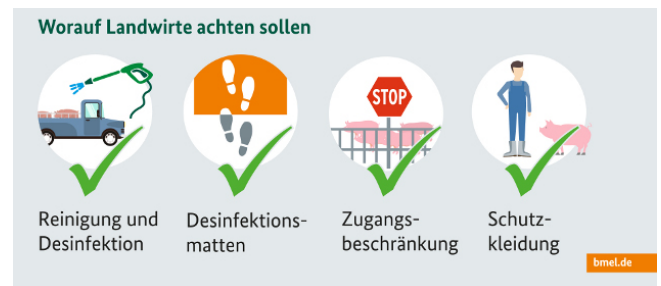 Worauf Landwirte achten sollen
STOP
Reinigung und
Desinfektion
Desinfektions-
matten
Zugangs-
beschränkung
Schutz-
kleidung
bmel.de